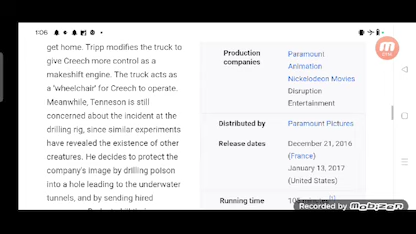 1:06
get home. Tripp modifies the truck to
give Creech more control as a
makeshift engine. The truck acts as
a 'wheelchair' for Creech to operate.
Meanwhile, Tenneson is still
concerned about the incident at the
drilling rig, since similar experiments
have revealed the existence of other
creatures. He decides to protect the
company's image by drilling poison
into a hole leading to the underwater
tunnels, and by sending hired
Production
companies
Paramount
Animation
Nickelodeon Movies
Disruption
Entertainment
Distributed by
Paramount Pictures
Release dates
December 21, 2016
(France)
January 13, 2017
(United States)
Running time
Recorded by
Mobizen